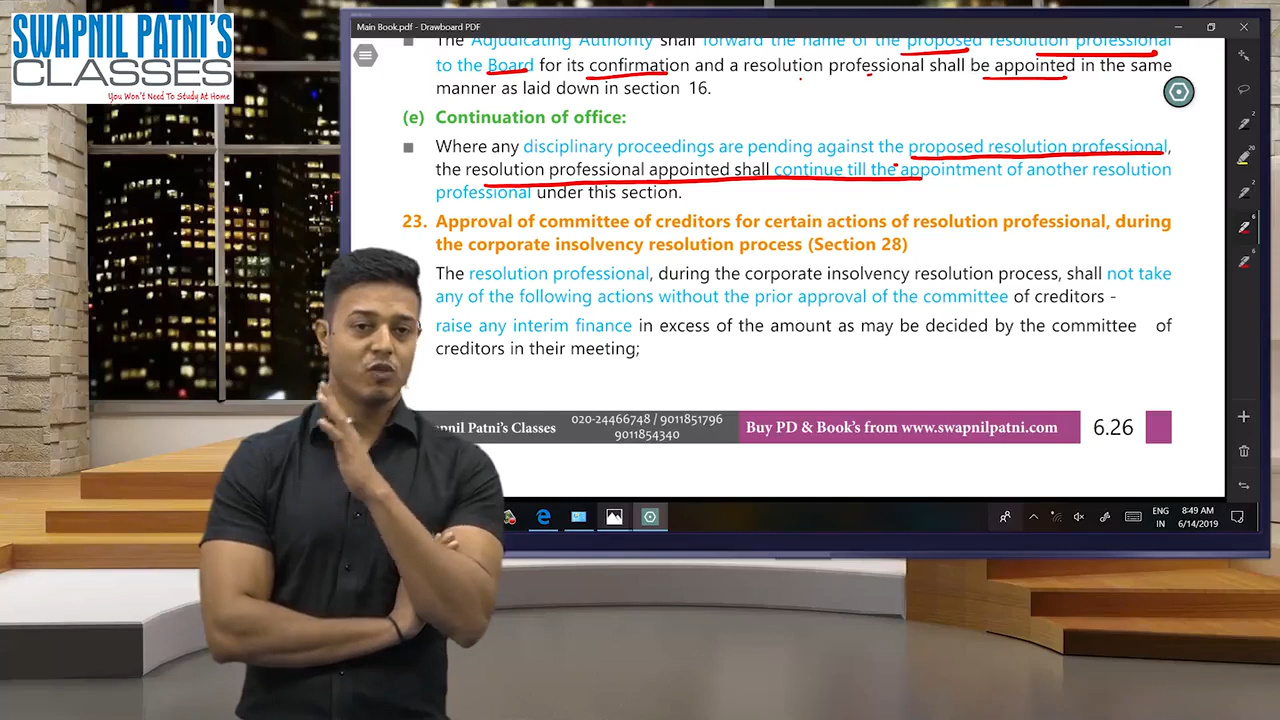 SWAPNIL PATNI'S
CLASSES
You Won't Need To Study At Home
Main Book.pdf - Drawboard PDF
The Adjudicating Authority shall forward the name of the proposed resolution professional
to the Board for its confirmation and a resolution professional shall be appointed in the same
manner as laid down in section 16.
(e) Continuation of office:
Where any disciplinary proceedings are pending against the proposed resolution professional,
the resolution professional appointed shall continue till the appointment of another resolution
professional under this section.
23. Approval of committee of creditors for certain actions of resolution professional, during
the corporate insolvency resolution process (Section 28)
The resolution professional, during the corporate insolvency resolution process, shall not take
any of the following actions without the prior approval of the committee of creditors -
raise any interim finance in excess of the amount as may be decided by the committee of
creditors in their meeting;
pnil Patni's Classes
020-24466748 / 9011851796
9011854340
Buy PD & Book's from www.swapnilpatni.com
6.26
ENG
IN
8:49 AM
6/14/2019